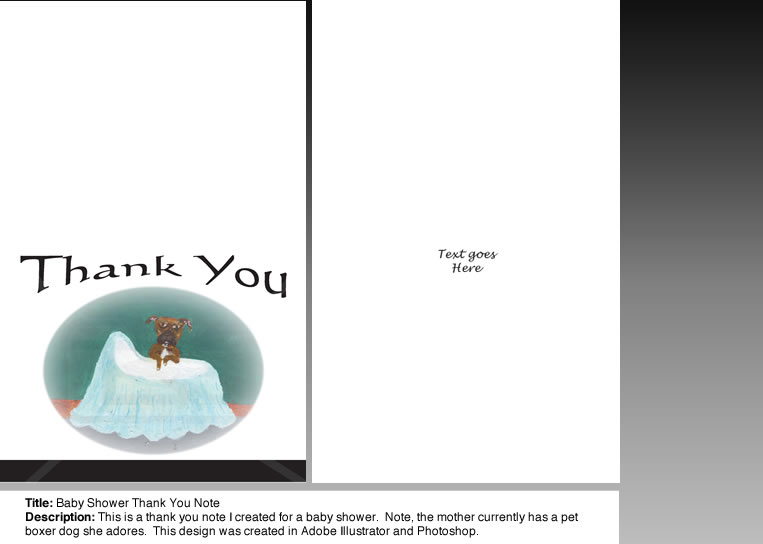 Thank You
Text goes
Here
Title: Baby Shower Thank You Note
Description: This is a thank you note I created for a baby shower.  Note, the mother currently has a pet
boxer dog she adores.  This design was created in Adobe Illustrator and Photoshop.